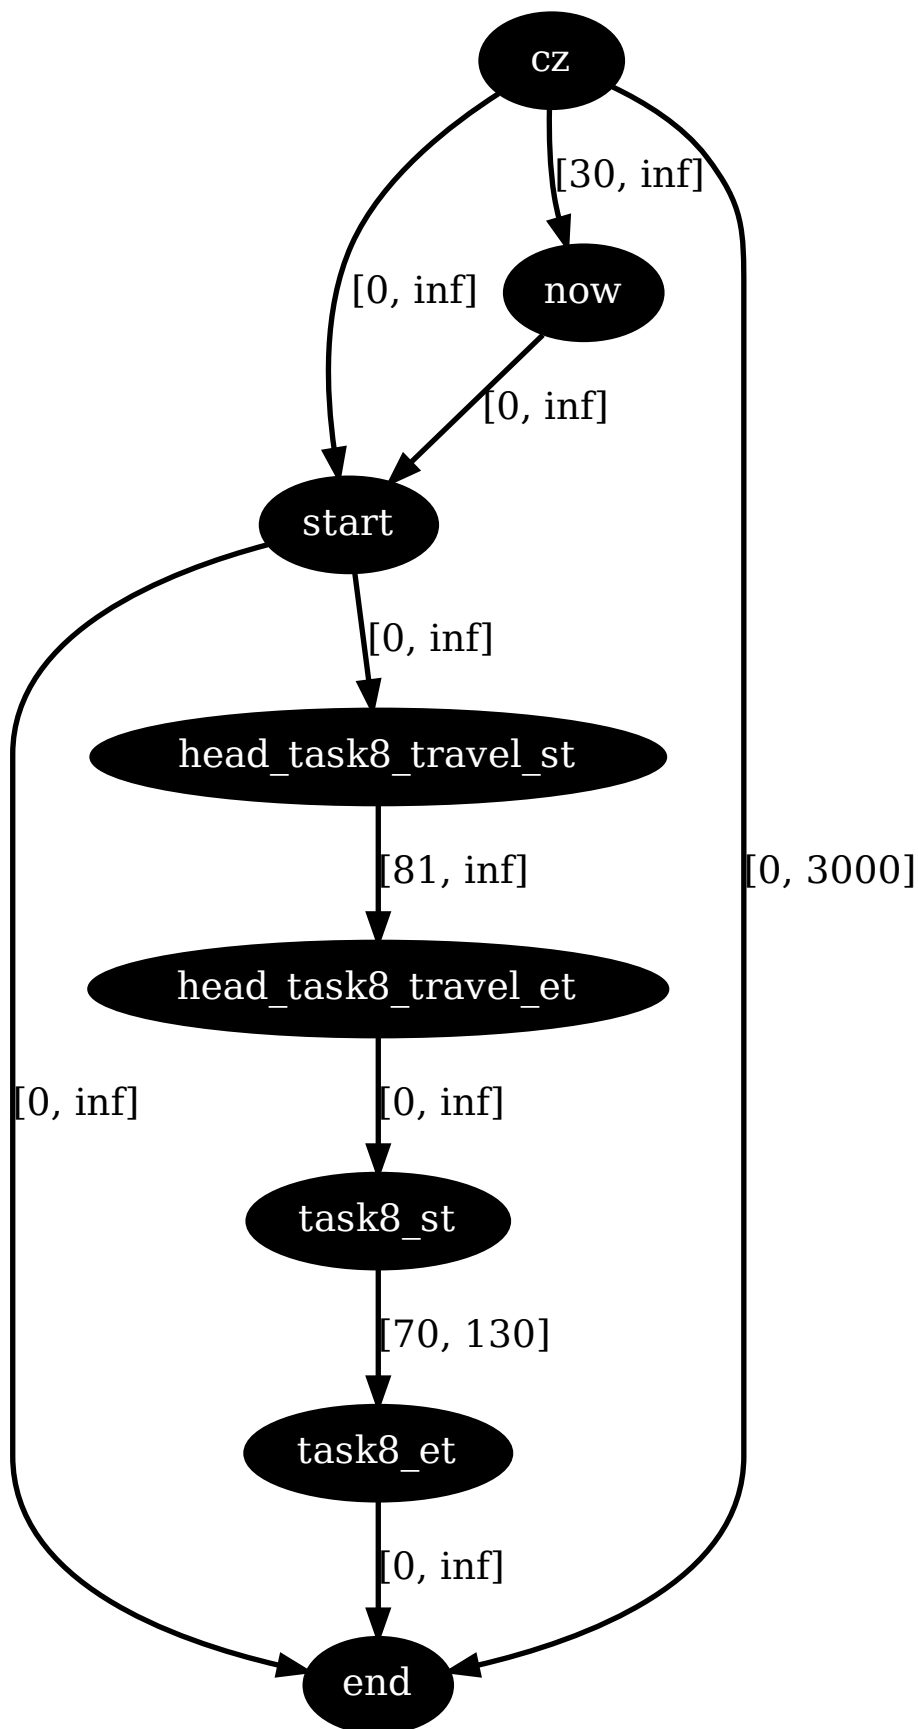 cz
[30, inf]
[0, inf]
now
[0, inf]
start
[0, inf]
head_task8_travel_st
[81, inf]
[0, 3000]
head_task8_travel_et
[0, inf]
[0, inf]
task8_st
[70, 130]
task8_et
[0, inf]
end